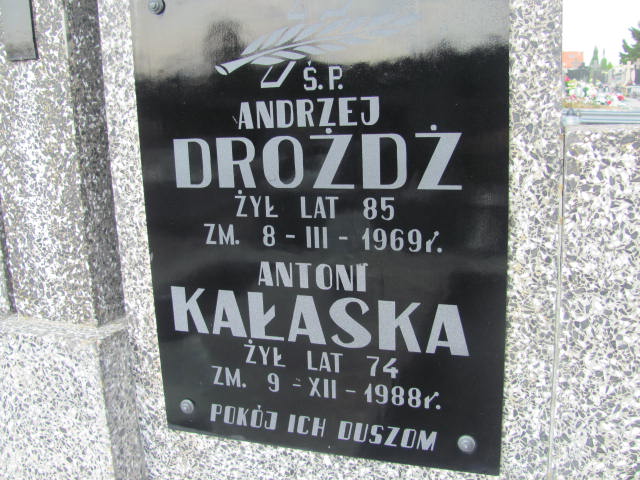 Ś.P.
ANDRZEJ
DROŻDŻ
ŻYŁ LAT 85
ZM. 8-III-1969r.
ANTONI
KAŁASKA
ŻYŁ LAT 74
ZM. 9-XII-1988r.
POKÓJ ICH DUSZOM